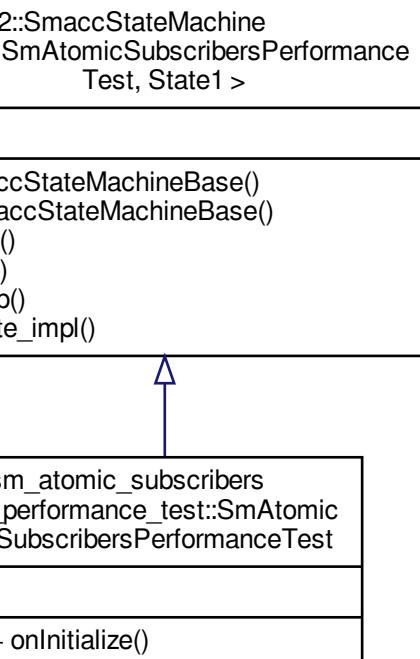 2::SmaccStateMachine
SmAtomicSubscribersPerformance
Test, State1 >
ccStateMachineBase()
accStateMachineBase()
()
)
p()
te_impl()
sm_atomic_subscribers
_performance_test::SmAtomic
SubscribersPerformanceTest
+ onInitialize()